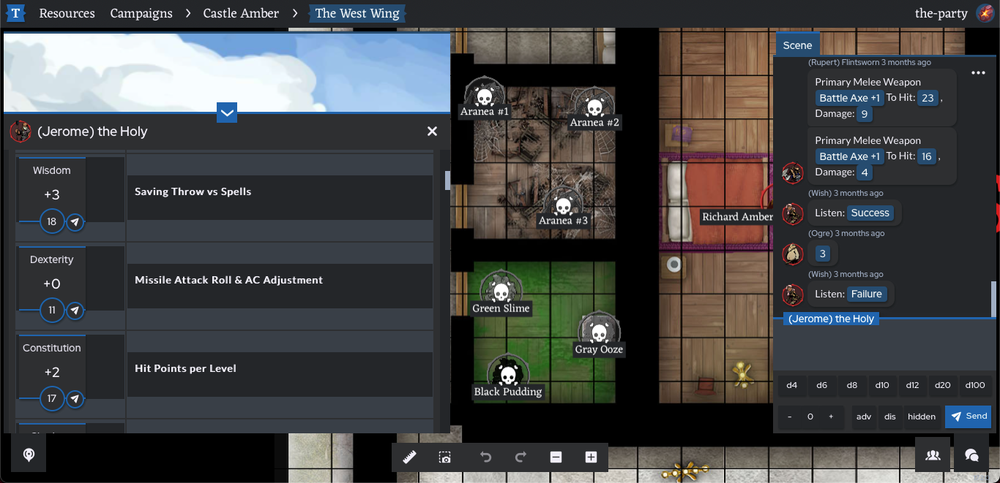 T Resources Campaigns > Castle Amber > The West Wing
the-party
(Jerome) the Holy
Wisdom
+3
18
Saving Throw vs Spells
Dexterity
+0
11
Missile Attack Roll & AC Adjustment
Constitution
+2
17
Hit Points per Level
Aranea #1
Aranea #2
Aranea #3
Green Slime
Gray Ooze
Black Pudding
Richard Amber
Scene
(Rupert) Flintsworn 3 months ago
Primary Melee Weapon
Battle Axe +1 To Hit: 23 ,
Damage: 9
Primary Melee Weapon
Battle Axe +1 To Hit: 16 ,
Damage: 4
(Wish) 3 months ago
Listen: Success
(Ogre) 3 months ago
3
(Wish) 3 months ago
Listen: Failure
(Jerome) the Holy
d4 d6 d8 d10 d12 d20 d100
- 0 + adv dis hidden Send